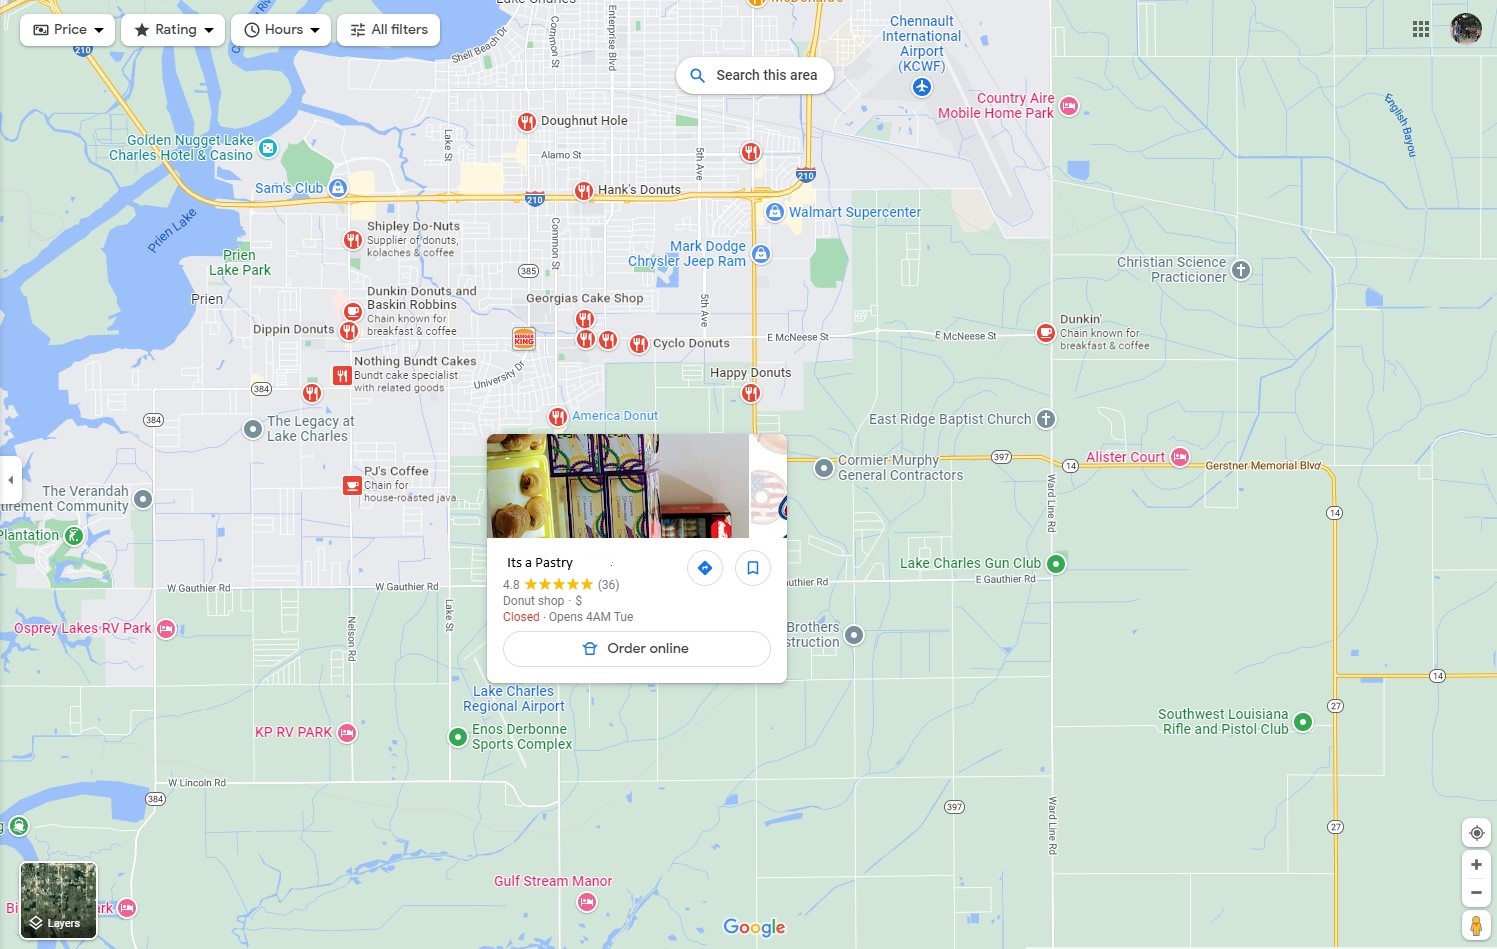 Lake Charles
McDonald's
Price
Rating
Hours
All filters
210
Shell Beach Dr
Common St
Enterprise Blvd
Chennault
International
Airport
(KCWF)
Search this area
Country Aire
Mobile Home Park
English Bayou
Doughnut Hole
Golden Nugget Lake
Charles Hotel & Casino
Lake St
Alamo St
5th Ave
210
Sam's Club
Hank's Donuts
210
Walmart Supercenter
Prien Lake
Shipley Do-Nuts
Supplier of donuts,
kolaches & coffee
Common St
Mark Dodge
Chrysler Jeep Ram
Prien
Lake Park
385
Christian Science
Practicioner
Prien
Dunkin Donuts and
Baskin Robbins
Chain known for
breakfast & coffee
Georgias Cake Shop
5th Ave
Dippin Donuts
BURGER
KING
Cyclo Donuts
E McNeese St
E McNeese St
Dunkin'
Chain known for
breakfast & coffee
Nothing Bundt Cakes
Bundt cake specialist
with related goods
University Dr
Happy Donuts
384
384
The Legacy at
Lake Charles
America Donut
East Ridge Baptist Church
Cormier Murphy
General Contractors
397
14
Alister Court
Gerstner Memorial Blvd
PJ's Coffee
Chain for
house-roasted java...
The Verandah
tirement Community
Ward Line Rd
14
Plantation
Its a Pastry
4.8
(36)
Donut shop · $
Closed · Opens 4AM Tue
Order online
Lake Charles Gun Club
E Gauthier Rd
uthier Rd
W Gauthier Rd
W Gauthier Rd
Lake St
Nelson Rd
Osprey Lakes RV Park
Brothers
struction
14
Lake Charles
Regional Airport
27
Southwest Louisiana
Rifle and Pistol Club
KP RV PARK
Enos Derbonne
Sports Complex
W Lincoln Rd
384
397
Ward Line Rd
27
Gulf Stream Manor
Bi
ark
Layers
Google